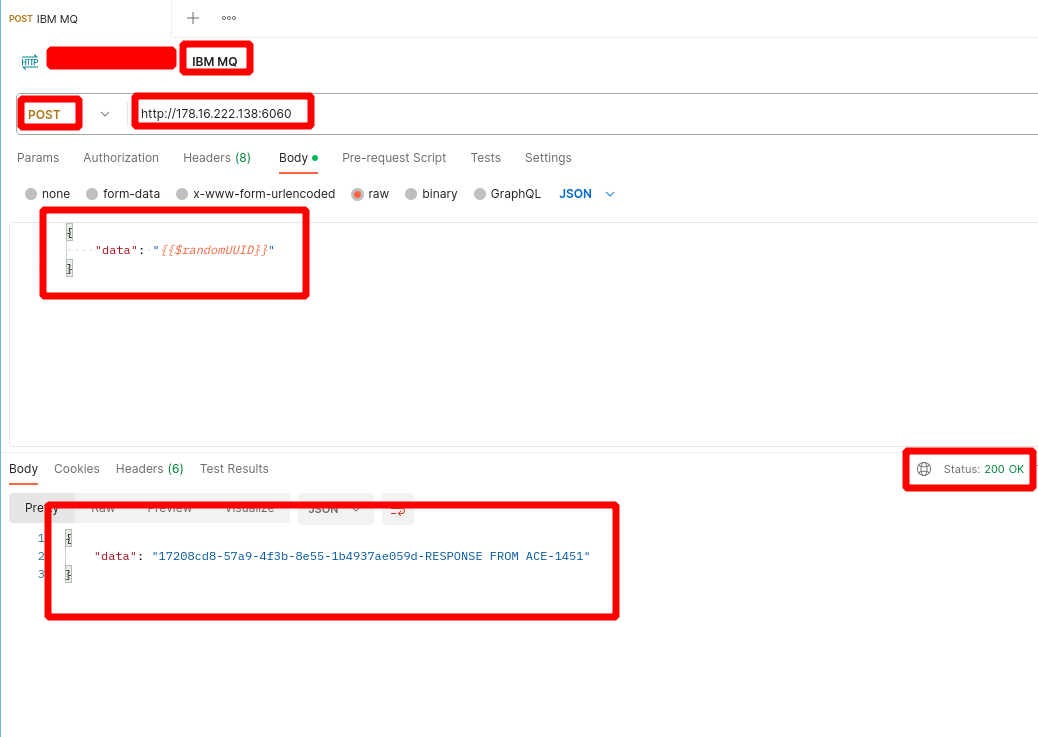 POST IBM MQ
HTTP IBM MQ
POST http://178.16.222.138:6060
Params Authorization Headers (8) Body Pre-request Script Tests Settings
none form-data x-www-form-urlencoded raw binary GraphQL JSON
{
"data": "{{$randomUUID}}"
}
Body Cookies Headers (6) Test Results Status: 200 OK
Pretty Raw Preview Visualize JSON
1 {
2 "data": "17208cd8-57a9-4f3b-8e55-1b4937ae059d-RESPONSE FROM ACE-1451"
3 }